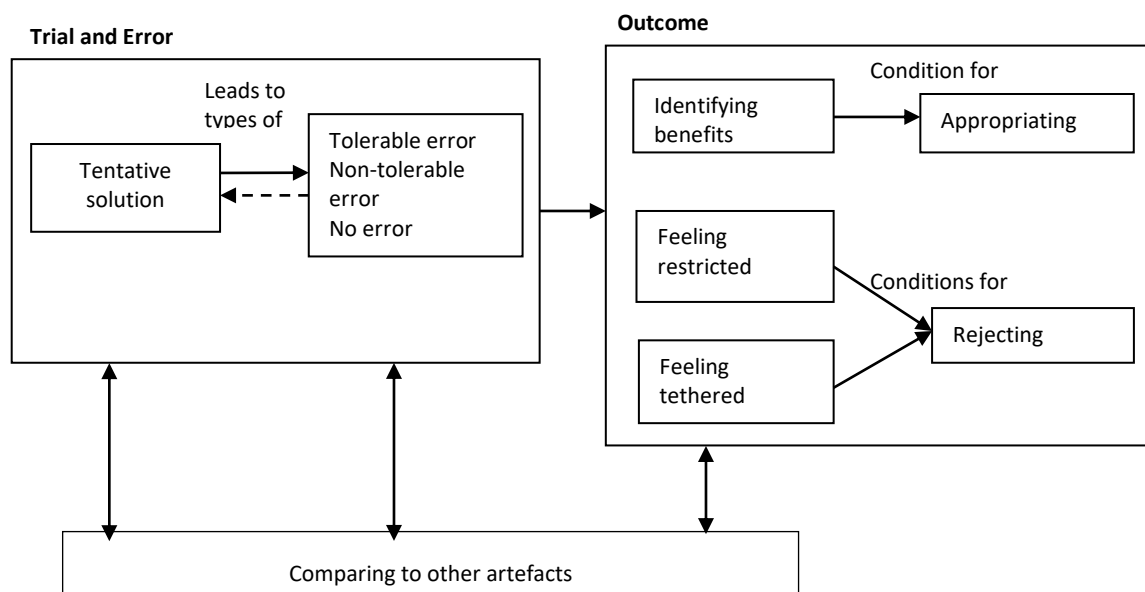 Trial and Error
Leads to
types of
Tentative
solution
Tolerable error
Non-tolerable
error
No error
Outcome
Condition for
Identifying
benefits
Appropriating
Feeling
restricted
Conditions for
Rejecting
Feeling
tethered
Comparing to other artefacts